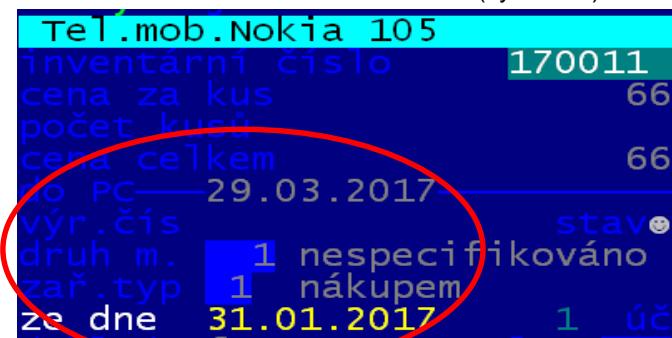 Tel.mob.Nokia 105
inventární číslo 170011
cena za kus 66
počet kusů
cena celkem 66
do PC 29.03.2017
výr.čís stav
druh m. 1 nespecifikováno
zař.typ 1 nákupem
ze dne 31.01.2017 1 úč